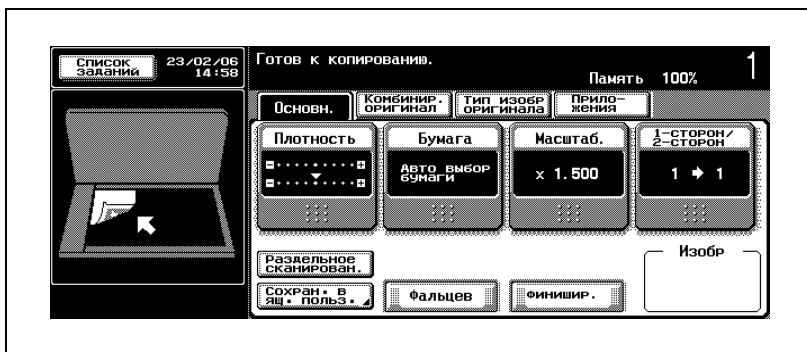 Список
заданий
23/02/06
14:58
Готов к копированию.
Память 100%
1
Основн.
Комбинир.
оригинал
Тип изобр
оригинала
Прило-
жения
Плотность
Бумага
Авто выбор
бумаги
Масштаб.
x 1.500
1-сторон/
2-сторон
1 → 1
Раздельное
сканирован.
Сохран. в
ящ. польз.
Фальцев
Финишир.
Изобр